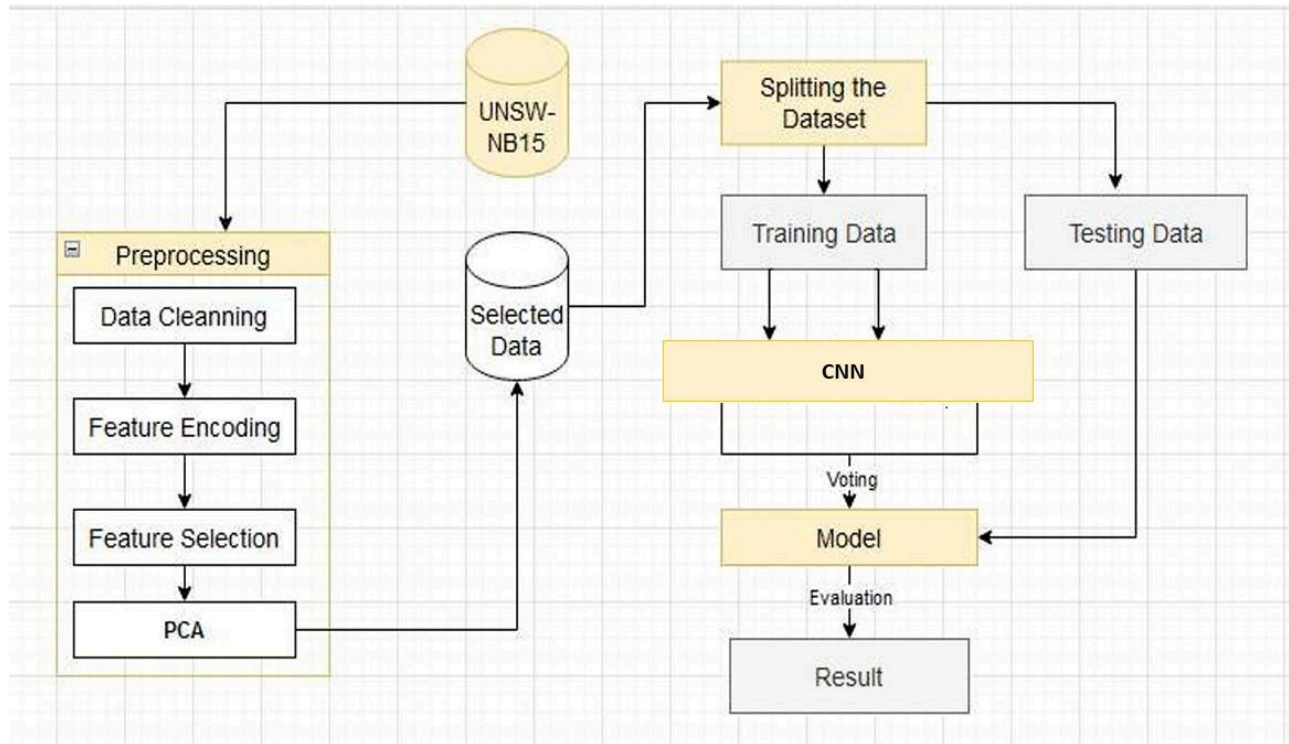 UNSW-
NB15
Preprocessing
Data Cleanning
Feature Encoding
Feature Selection
PCA
Selected
Data
Splitting the
Dataset
Training Data
Testing Data
CNN
Voting
Model
Evaluation
Result